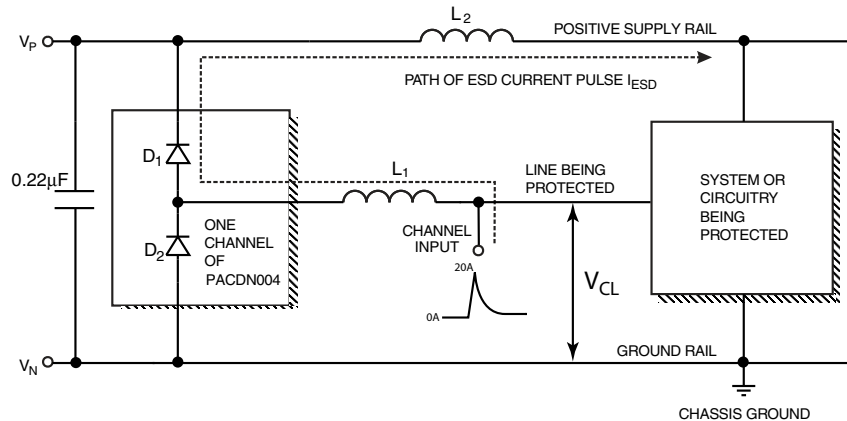 L2
VP
POSITIVE SUPPLY RAIL
PATH OF ESD CURRENT PULSE IESD
D1
L1
0.22µF
LINE BEING
PROTECTED
SYSTEM OR
CIRCUITRY
BEING
PROTECTED
ONE
CHANNEL
OF
PACDN004
D2
CHANNEL
INPUT
20A
0A
VCL
VN
GROUND RAIL
CHASSIS GROUND